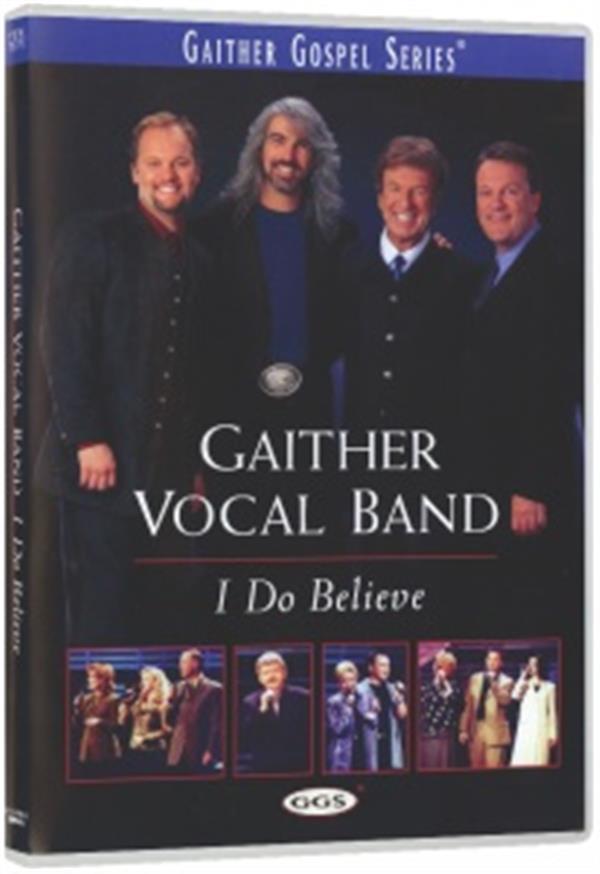 GAITHER GOSPEL SERIES®
GAITHER
VOCAL BAND
I Do Believe
GGS
GAITHER VOCAL BAND I Do Believe